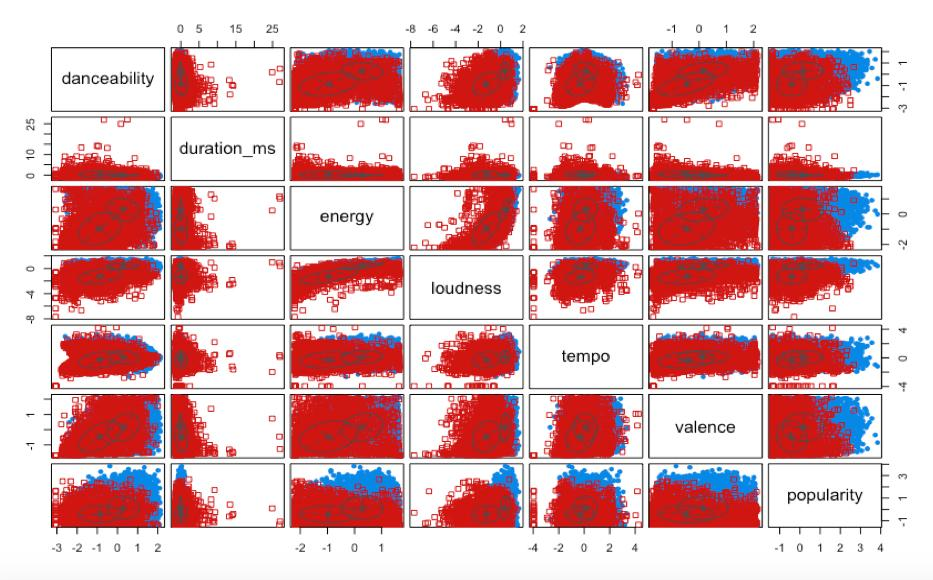 0 5 15 25 -8 -6 -4 -2 0 2 -1 0 1 2
danceability -3 -1 1
0 10 25 duration_ms
energy -2 0
-8 -4 0 loudness
tempo -4 0 4
-1 1 valence
popularity -1 1 3
-3 -2 -1 0 1 2 -2 -1 0 1 -4 -2 0 2 4 -1 0 1 2 3 4